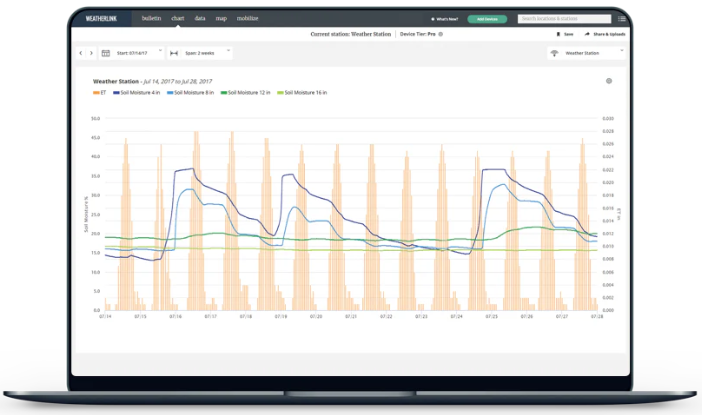 WEATHERLINK bulletin chart data map mobilize What's New? Add Device Search locations & stations
Current station: Weather Station Device Tier: Pro Save Share & Uploads
Start: 07/14/17 Span: 2 weeks Weather Station
Weather Station - Jul 14, 2017 to Jul 28, 2017
ET Soil Moisture 4 in Soil Moisture 8 in Soil Moisture 12 in Soil Moisture 16 in
50.0 0.030
45.0 0.028
0.026
40.0 0.024
35.0 0.022
0.020
30.0 0.018
25.0 0.016
0.014
20.0 0.012
15.0 0.010
0.008
10.0 0.006
5.0 0.004
0.002
0.0 0.000
Soil Moisture %
ET in
07/14 07/15 07/16 07/17 07/18 07/19 07/20 07/21 07/22 07/23 07/24 07/25 07/26 07/27 07/28